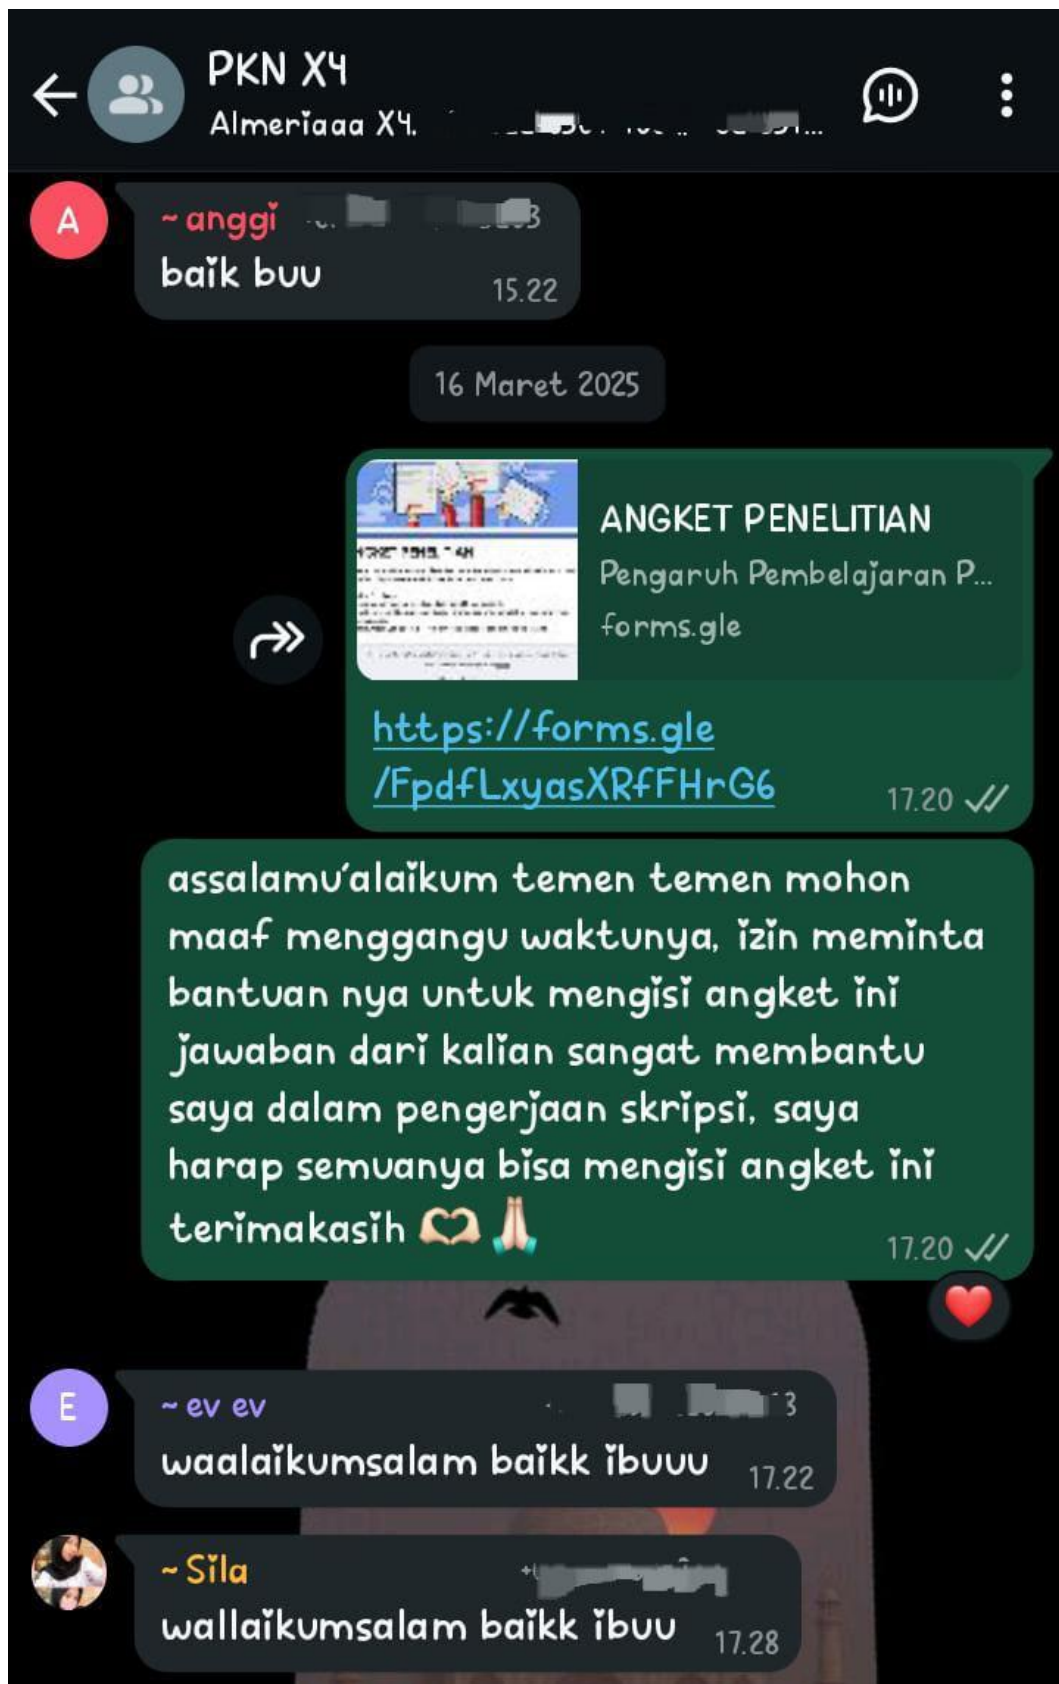 PKN X4
Almeriaaa X4,
A
~ anggi
baik buu
15.22
16 Maret 2025
ANGKET PENELITIAN
Pengaruh Pembelajaran P...
forms.gle
https://forms.gle
/FpdfLxyasXRfFHrG6
17.20
assalamu'alaikum temen temen mohon
maaf menggangu waktunya, izin meminta
bantuan nya untuk mengisi angket ini
jawaban dari kalian sangat membantu
saya dalam pengerjaan skripsi, saya
harap semuanya bisa mengisi angket ini
terimakasih 🫶🏻🙏🏻
17.20
❤️
E
~ ev ev
waalaikumsalam baikk ibuuu
17.22
~ Sila
wallaikumsalam baikk ibuu
17.28